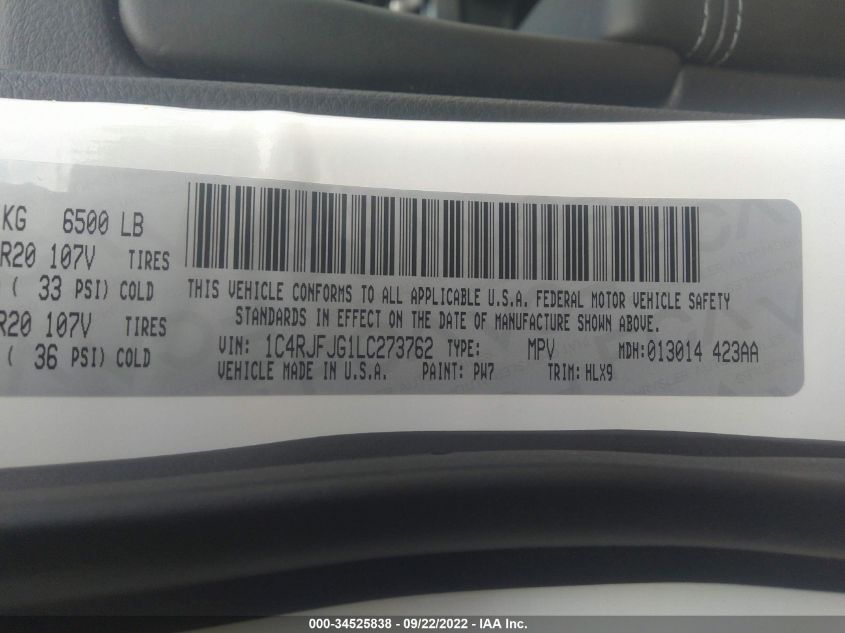 KG 6500 LB
R20 107V TIRES
( 33 PSI) COLD
R20 107V TIRES
( 36 PSI) COLD
THIS VEHICLE CONFORMS TO ALL APPLICABLE U.S.A. FEDERAL MOTOR VEHICLE SAFETY
STANDARDS IN EFFECT ON THE DATE OF MANUFACTURE SHOWN ABOVE.
VIN: 1C4RJFJG1LC273762 TYPE: MPV MDH:013014 423AA
VEHICLE MADE IN U.S.A. PAINT: PW7 TRIM: HLX9
000-34525838 - 09/22/2022 - IAA Inc.